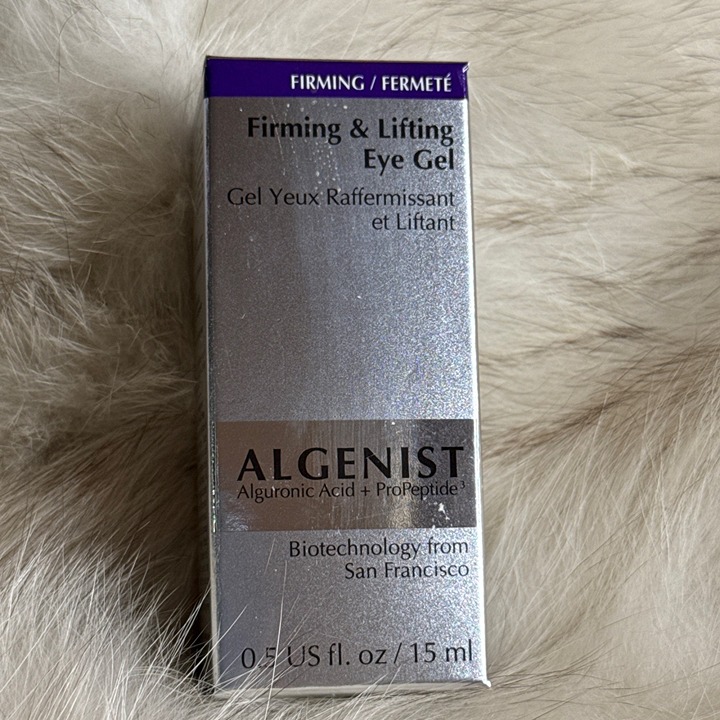 FIRMING / FERMETÉ
Firming & Lifting
Eye Gel
Gel Yeux Raffermissant
et Liftant
ALGENIST
Alguronic Acid + ProPeptide³
Biotechnology from
San Francisco
0.5 US fl. oz / 15 ml